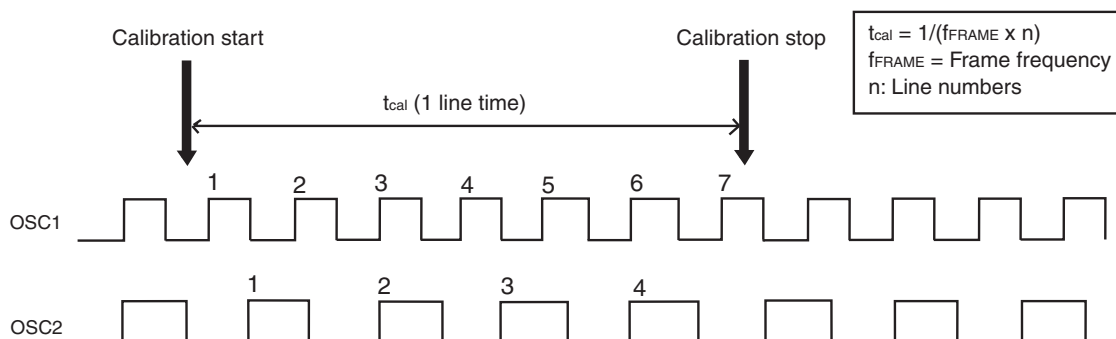 Calibration start
Calibration stop
tcal = 1/(fFRAME x n)
fFRAME = Frame frequency
n: Line numbers
tcal (1 line time)
1 2 3 4 5 6 7
OSC1
1 2 3 4
OSC2